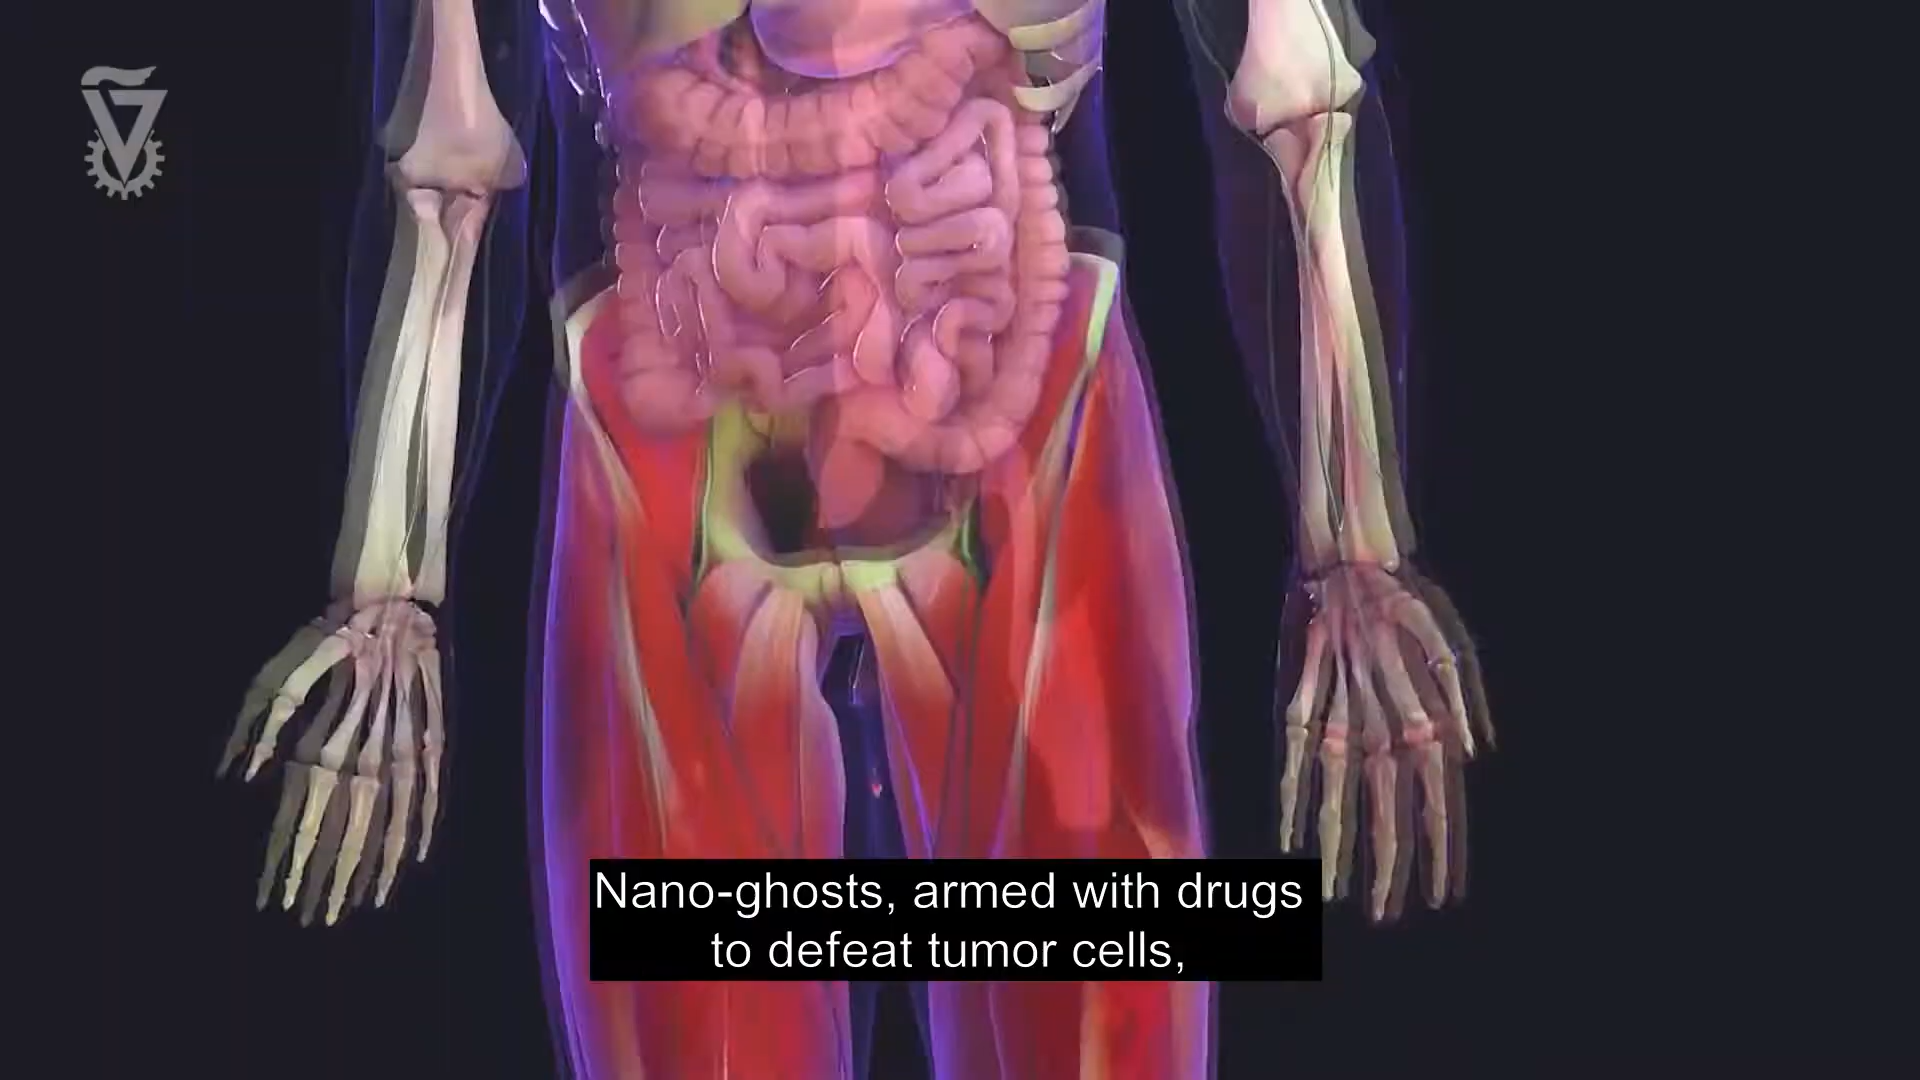 Nano-ghosts, armed with drugs
to defeat tumor cells,